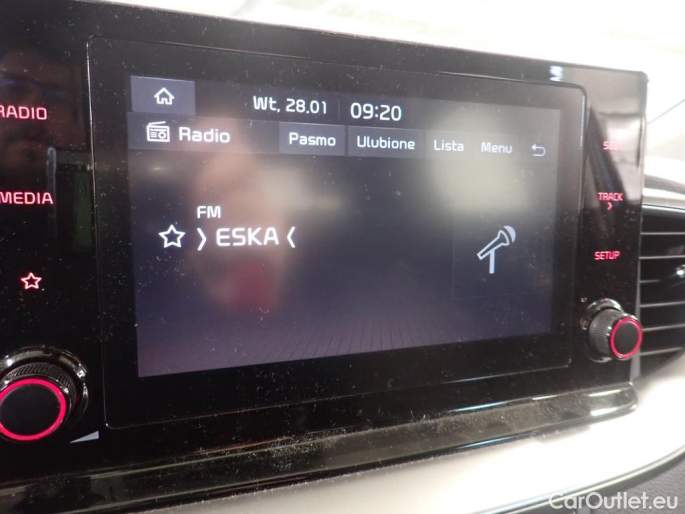 Wt, 28.01 09:20
RADIO
Radio Pasmo Ulubione Lista Menu
MEDIA
TRACK
FM
ESKA
SETUP
CarOutlet.eu